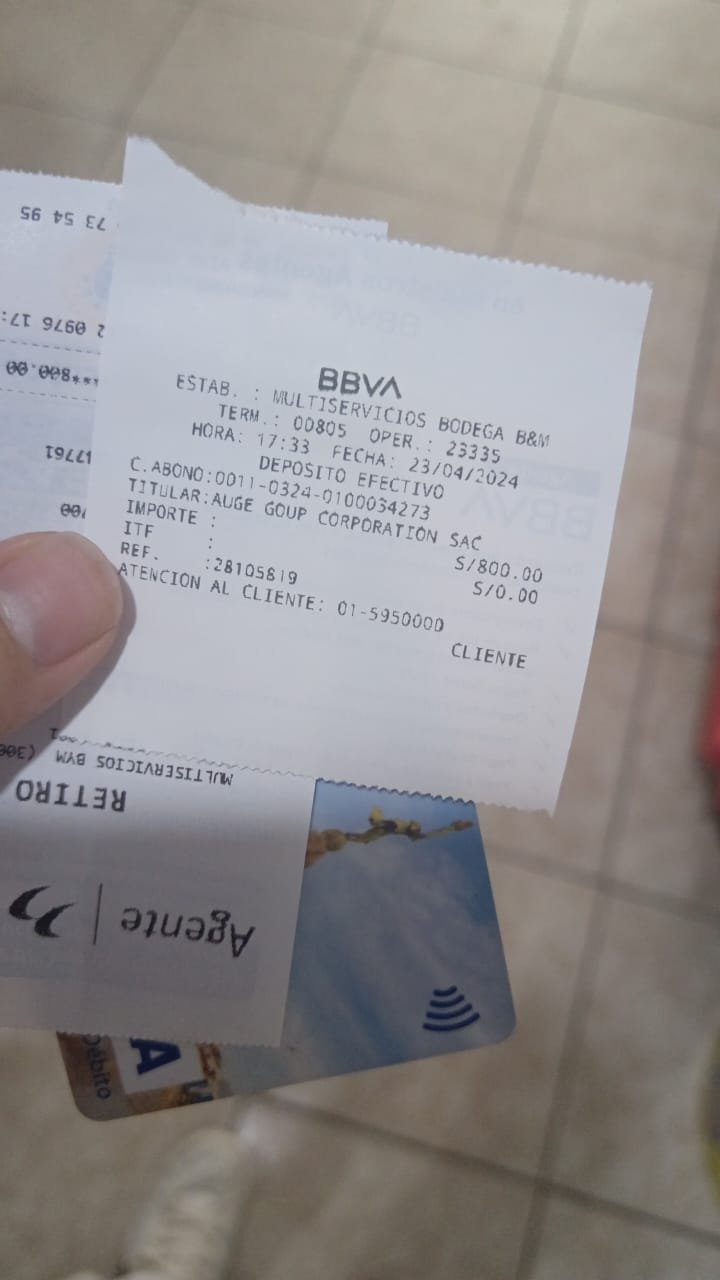 BBVA
ESTAB. : MULTISERVICIOS BODEGA B&M
TERM.: 00805 OPER.: 23335
HORA: 17:33 FECHA: 23/04/2024
DEPOSITO EFECTIVO
C.ABONO:0011-0324-0100034273
TITULAR:AUGE GOUP CORPORATION SAC
IMPORTE : S/800.00
ITF : S/0.00
REF. :28105819
ATENCION AL CLIENTE: 01-5950000
CLIENTE
Agente
RETIRO
MULTISERVICIOS BYM
17761
***800.00
0976 17:
73 54 95
Débito